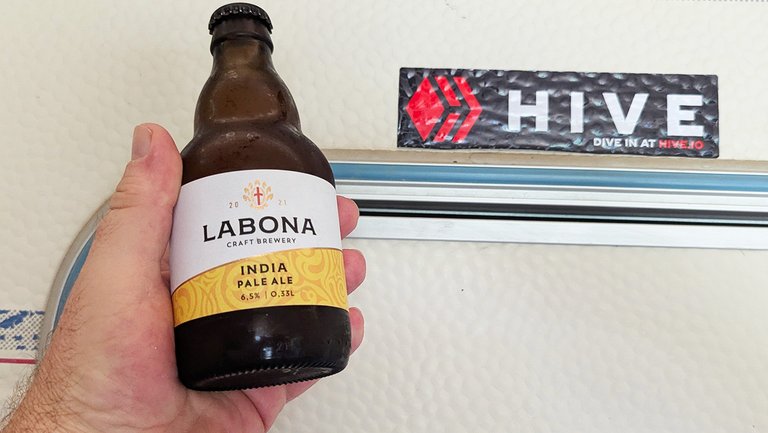 20 21
LABONA
CRAFT BREWERY
INDIA
PALE ALE
6,5% | 0,33L
HIVE
DIVE IN AT HIVE.IO